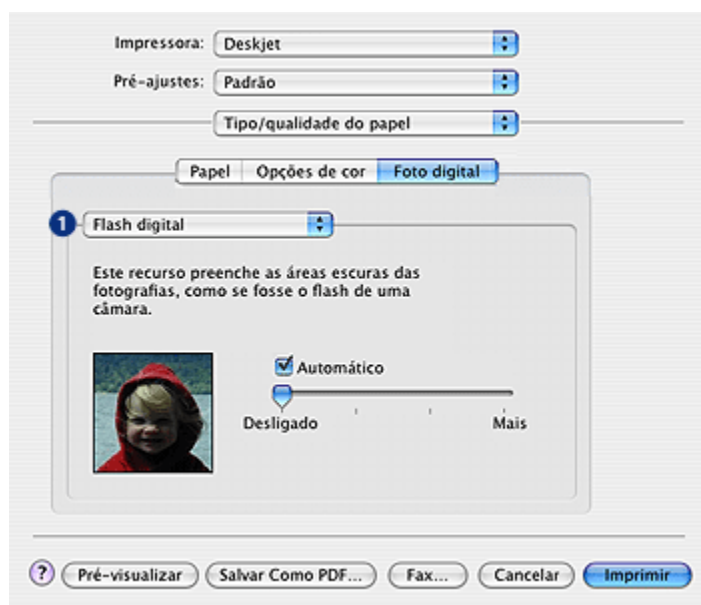 Impressora: Deskjet
Pré-ajustes: Padrão
Tipo/qualidade do papel
Papel Opções de cor Foto digital
1 Flash digital
Este recurso preenche as áreas escuras das
fotografias, como se fosse o flash de uma
câmara.
Automático
Desligado Mais
? Pré-visualizar Salvar Como PDF... Fax... Cancelar Imprimir